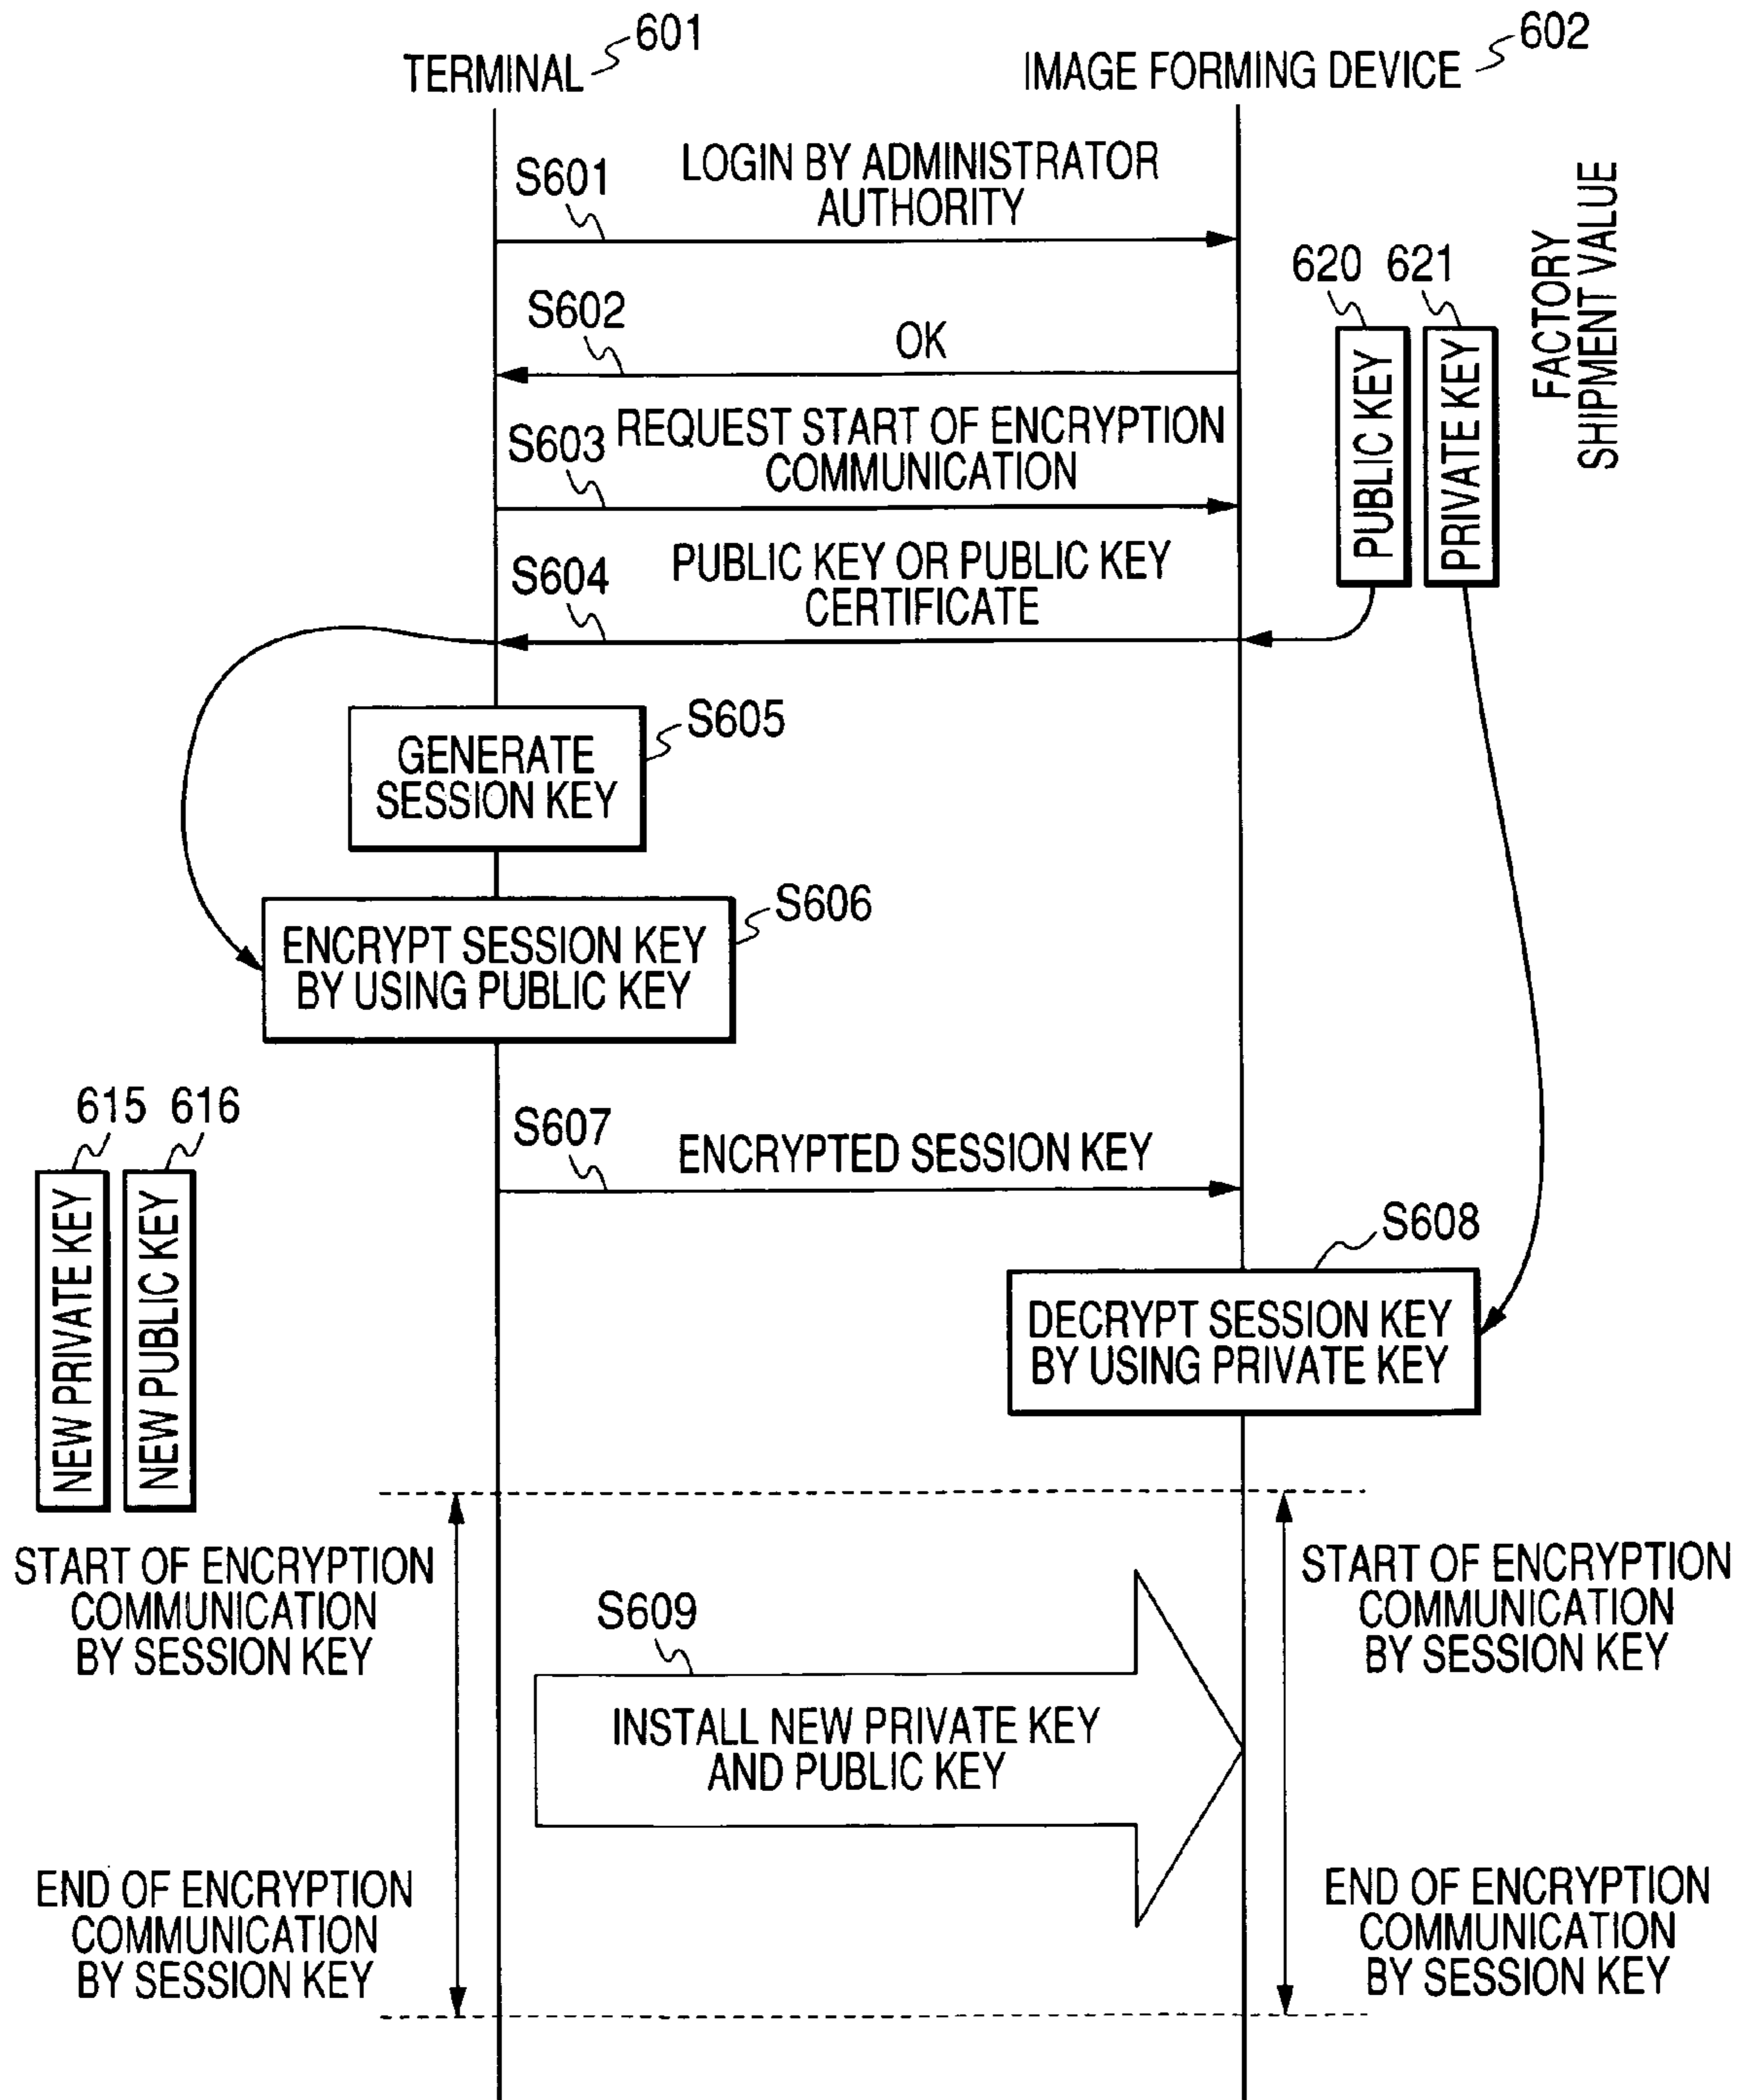 601
TERMINAL
602
IMAGE FORMING DEVICE
S601
LOGIN BY ADMINISTRATOR
AUTHORITY
FACTORY
SHIPMENT VALUE
620
621
PUBLIC KEY
PRIVATE KEY
S602
OK
S603
REQUEST START OF ENCRYPTION
COMMUNICATION
S604
PUBLIC KEY OR PUBLIC KEY
CERTIFICATE
S605
GENERATE
SESSION KEY
S606
ENCRYPT SESSION KEY
BY USING PUBLIC KEY
615
616
NEW PRIVATE KEY
NEW PUBLIC KEY
S607
ENCRYPTED SESSION KEY
S608
DECRYPT SESSION KEY
BY USING PRIVATE KEY
START OF ENCRYPTION
COMMUNICATION
BY SESSION KEY
START OF ENCRYPTION
COMMUNICATION
BY SESSION KEY
S609
INSTALL NEW PRIVATE KEY
AND PUBLIC KEY
END OF ENCRYPTION
COMMUNICATION
BY SESSION KEY
END OF ENCRYPTION
COMMUNICATION
BY SESSION KEY